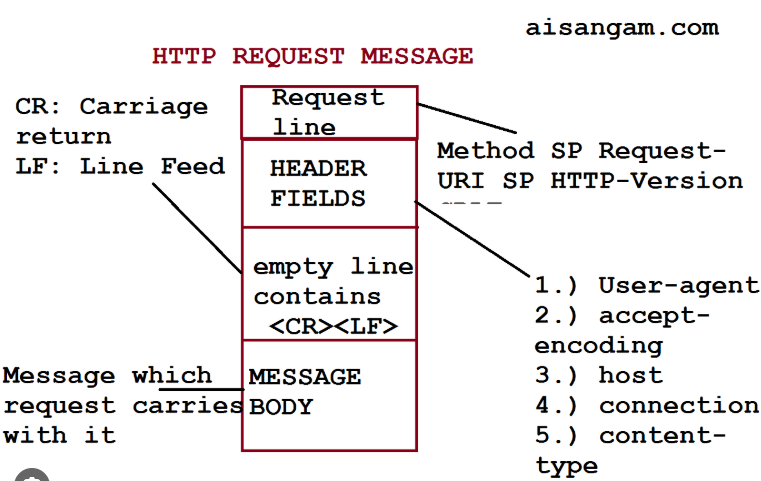 aisangam.com
HTTP REQUEST MESSAGE
CR: Carriage
return
LF: Line Feed
Request
line
Method SP Request-
URI SP HTTP-Version
HEADER
FIELDS
1.) User-agent
2.) accept-
encoding
3.) host
4.) connection
5.) content-
type
empty line
contains
<CR><LF>
Message which
request carries
with it
MESSAGE
BODY